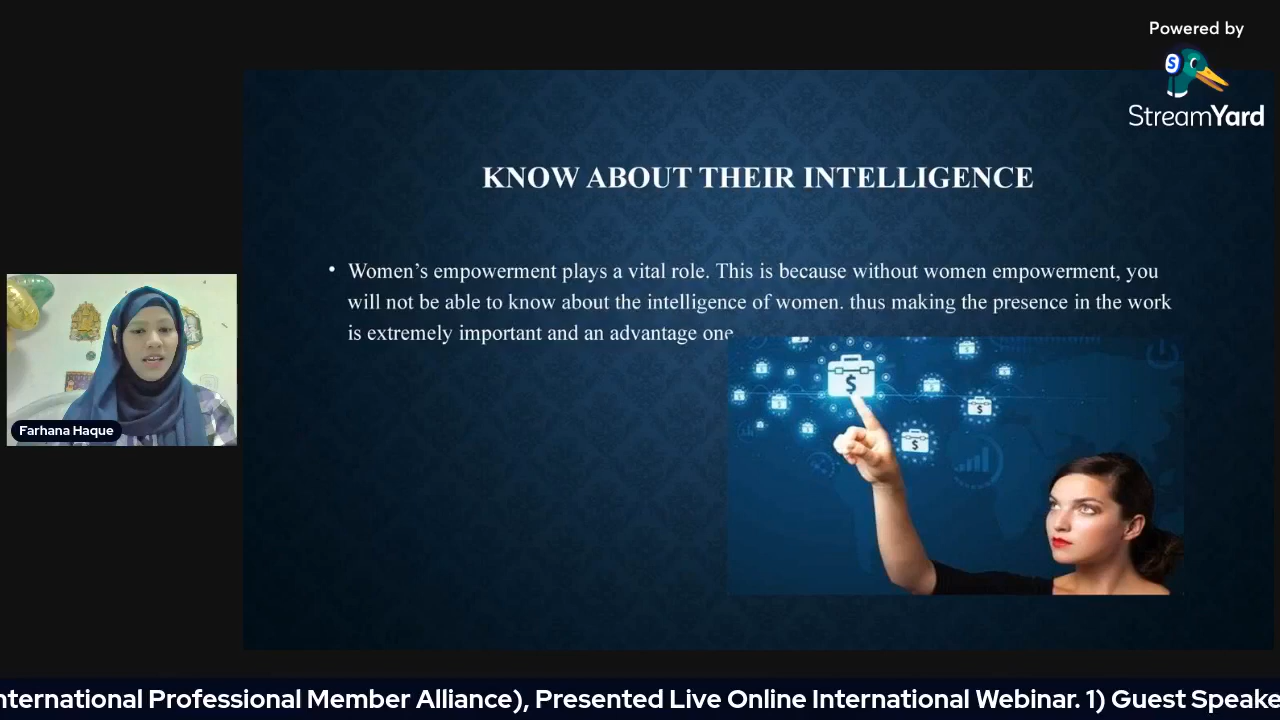 Powered by
StreamYard
KNOW ABOUT THEIR INTELLIGENCE
• Women’s empowerment plays a vital role. This is because without women empowerment, you
will not be able to know about the intelligence of women. thus making the presence in the work
is extremely important and an advantage one
$
$
Farhana Haque
nternational Professional Member Alliance), Presented Live Online International Webinar. 1) Guest Speake